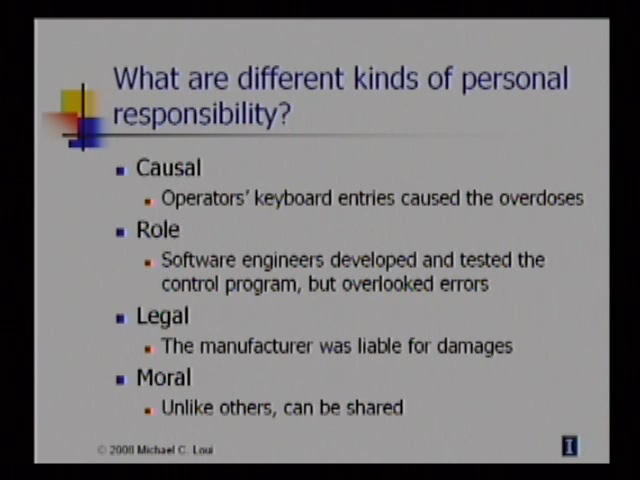 What are different kinds of personal
responsibility?
Causal
Operators' keyboard entries caused the overdoses
Role
Software engineers developed and tested the
control program, but overlooked errors
Legal
The manufacturer was liable for damages
Moral
Unlike others, can be shared
© 2008 Michael C. Loui
I